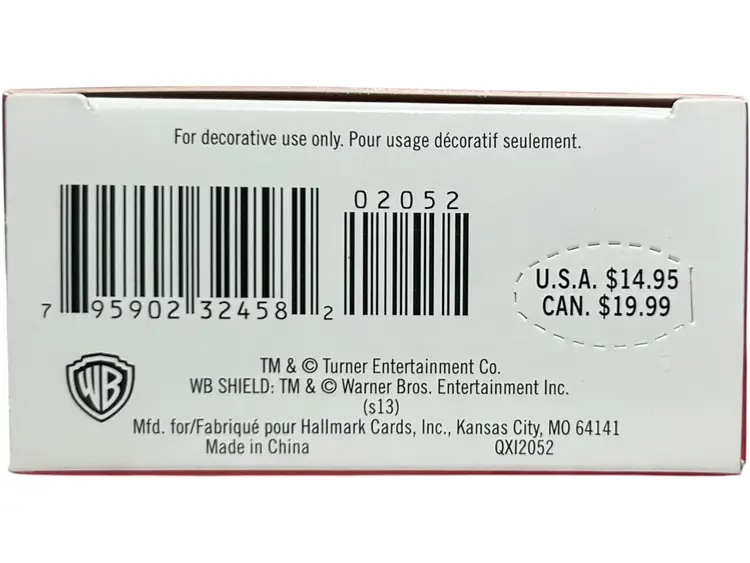 For decorative use only. Pour usage décoratif seulement.
02052
7 95902 32458 2
U.S.A. $14.95
CAN. $19.99
WB
TM & © Turner Entertainment Co.
WB SHIELD: TM & © Warner Bros. Entertainment Inc.
(s13)
Mfd. for/Fabriqué pour Hallmark Cards, Inc., Kansas City, MO 64141
Made in China QXI2052